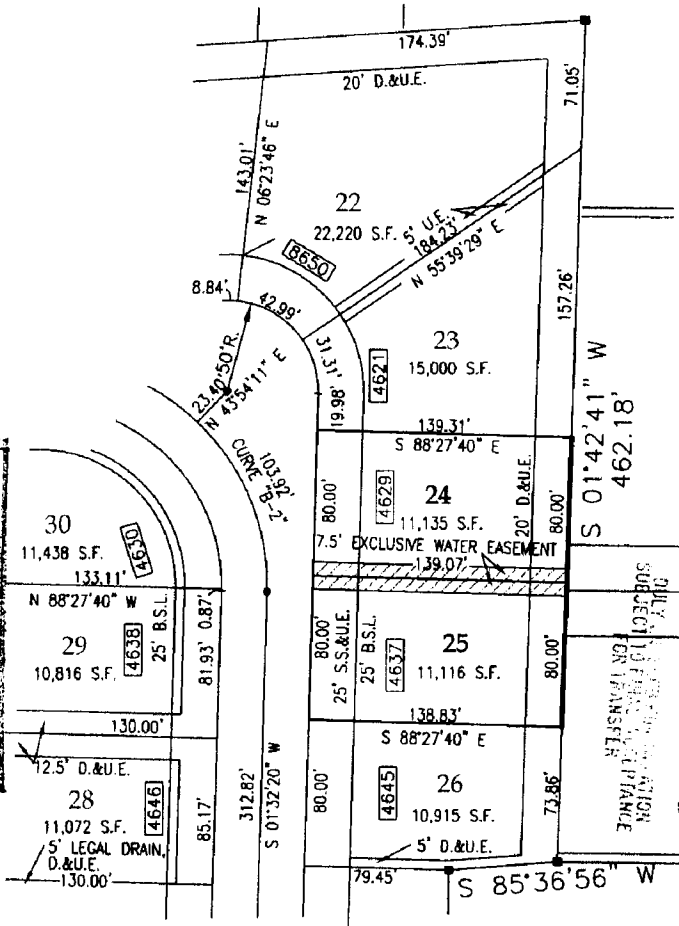 174.39'
20' D.&U.E.
71.05'
143.01'
N 06°23'46" E
22
22,220 S.F.
5' U.E.
184.23'
N 55°39'29" E
8650
8.84'
42.99'
157.26'
23
15,000 S.F.
31.31'
19.98'
4621
23.40'50"R.
N 43°54'11" E
139.31'
S 88°27'40" E
S 01°42'41" W
462.18'
103.92'
CURVE "B-2"
80.00'
4629
24
11,135 S.F.
20' D.&U.E.
80.00'
7.5' EXCLUSIVE WATER EASEMENT
139.07'
30
11,438 S.F.
4630
133.11'
N 88°27'40" W
0.87'
29
10,816 S.F.
4638
25' B.S.L.
81.93'
80.00'
25' S.S.&U.E.
25' B.S.L.
4637
25
11,116 S.F.
80.00'
DULY
SUBJECT TO
FOR TRANSFER
130.00'
138.83'
S 88°27'40" E
12.5' D.&U.E.
28
11,072 S.F.
4646
85.17'
312.82'
S 01°32'20" W
80.00'
4645
26
10,915 S.F.
73.86'
5' LEGAL DRAIN,
D.&U.E.
130.00'
5' D.&U.E.
79.45'
S 85°36'56" W